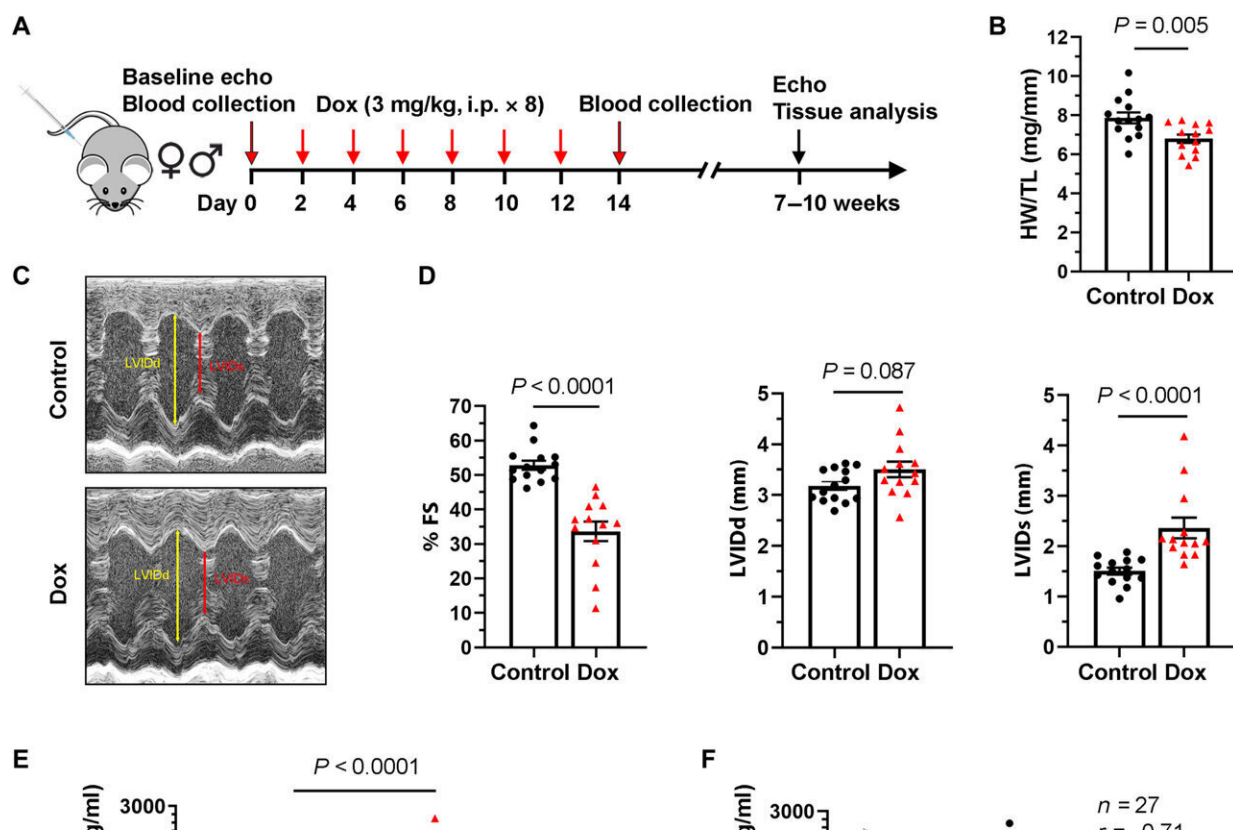 A
Baseline echo
Blood collection
Dox (3 mg/kg, i.p. × 8)
Blood collection
Echo
Tissue analysis
♀♂
Day 0 2 4 6 8 10 12 14 7–10 weeks
B
P = 0.005
HW/TL (mg/mm)
12
10
8
6
4
2
0
Control Dox
C
Control
LVIDd
LVIDs
Dox
LVIDd
LVIDs
D
P < 0.0001
% FS
70
60
50
40
30
20
10
0
Control Dox
P = 0.087
LVIDd (mm)
5
4
3
2
1
0
Control Dox
P < 0.0001
LVIDs (mm)
5
4
3
2
1
0
Control Dox
E
P < 0.0001
3000
F
3000
n = 27